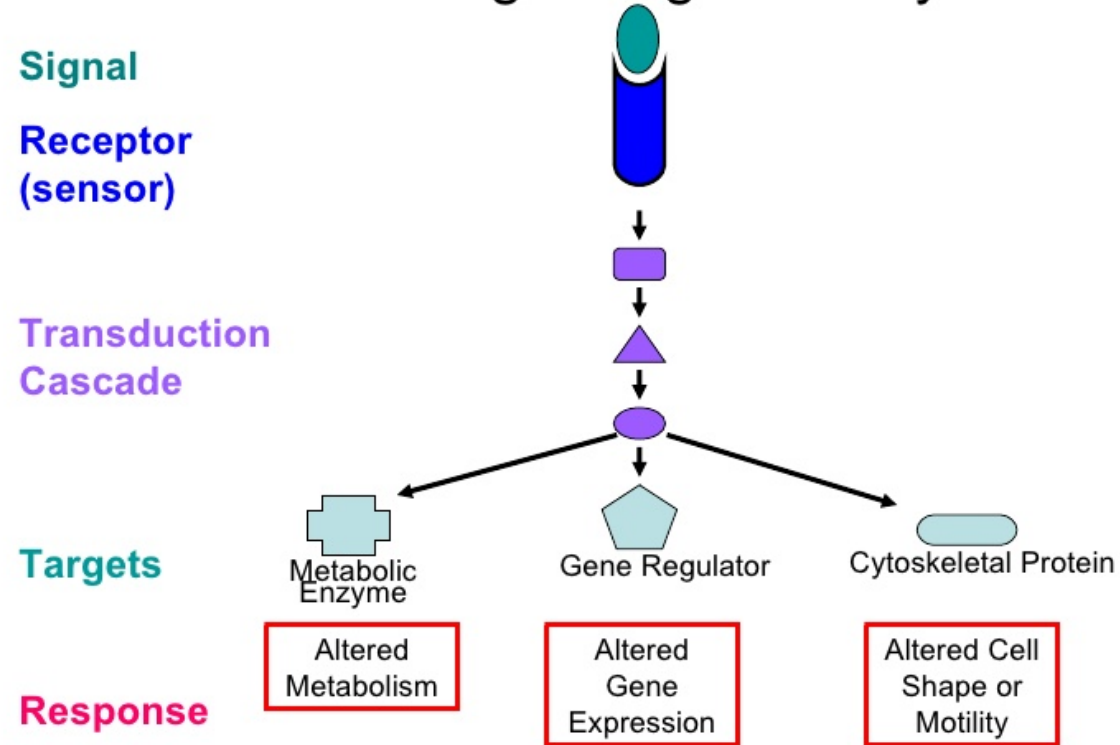 Signal
Receptor
(sensor)
Transduction
Cascade
Targets
Metabolic
Enzyme
Gene Regulator
Cytoskeletal Protein
Response
Altered
Metabolism
Altered
Gene
Expression
Altered Cell
Shape or
Motility